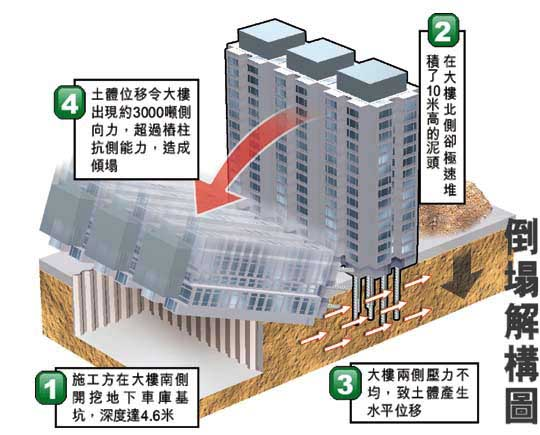 倒塌解構圖
1
施工方在大樓南側
開挖地下車庫基
坑，深度達4.6米
2
在大樓北側卻極速堆
積了10米高的泥頭
3
大樓兩側壓力不
均，致土體產生
水平位移
4
土體位移令大樓
出現約3000噸側
向力，超過樁柱
抗側能力，造成
傾塌